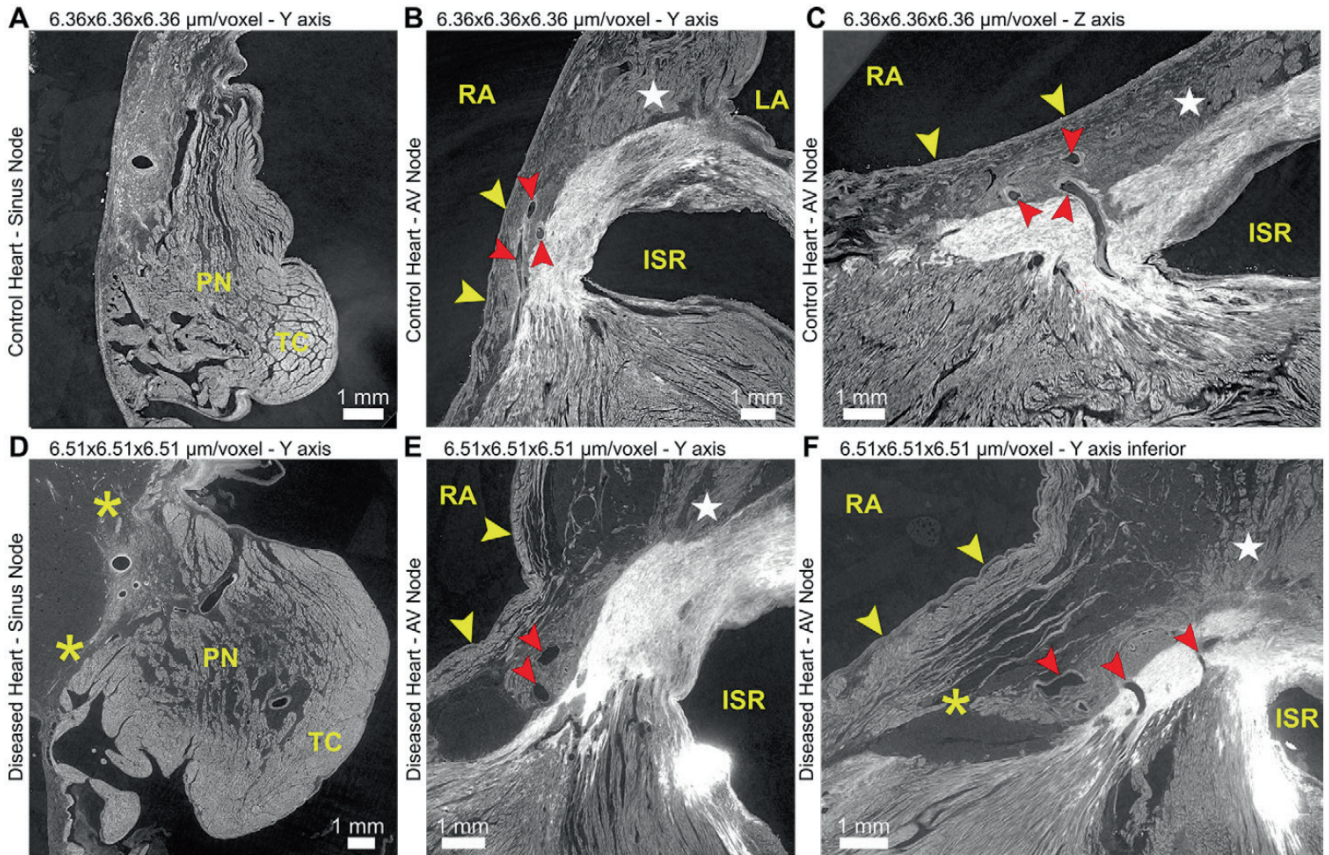 A 6.36x6.36x6.36 µm/voxel - Y axis
Control Heart - Sinus Node
PN
TC
1 mm
B 6.36x6.36x6.36 µm/voxel - Y axis
Control Heart - AV Node
RA
LA
ISR
1 mm
C 6.36x6.36x6.36 µm/voxel - Z axis
Control Heart - AV Node
RA
ISR
1 mm
D 6.51x6.51x6.51 µm/voxel - Y axis
Diseased Heart - Sinus Node
*
*
PN
TC
1 mm
E 6.51x6.51x6.51 µm/voxel - Y axis
Diseased Heart - AV Node
RA
ISR
1 mm
F 6.51x6.51x6.51 µm/voxel - Y axis inferior
Diseased Heart - AV Node
RA
*
ISR
1 mm